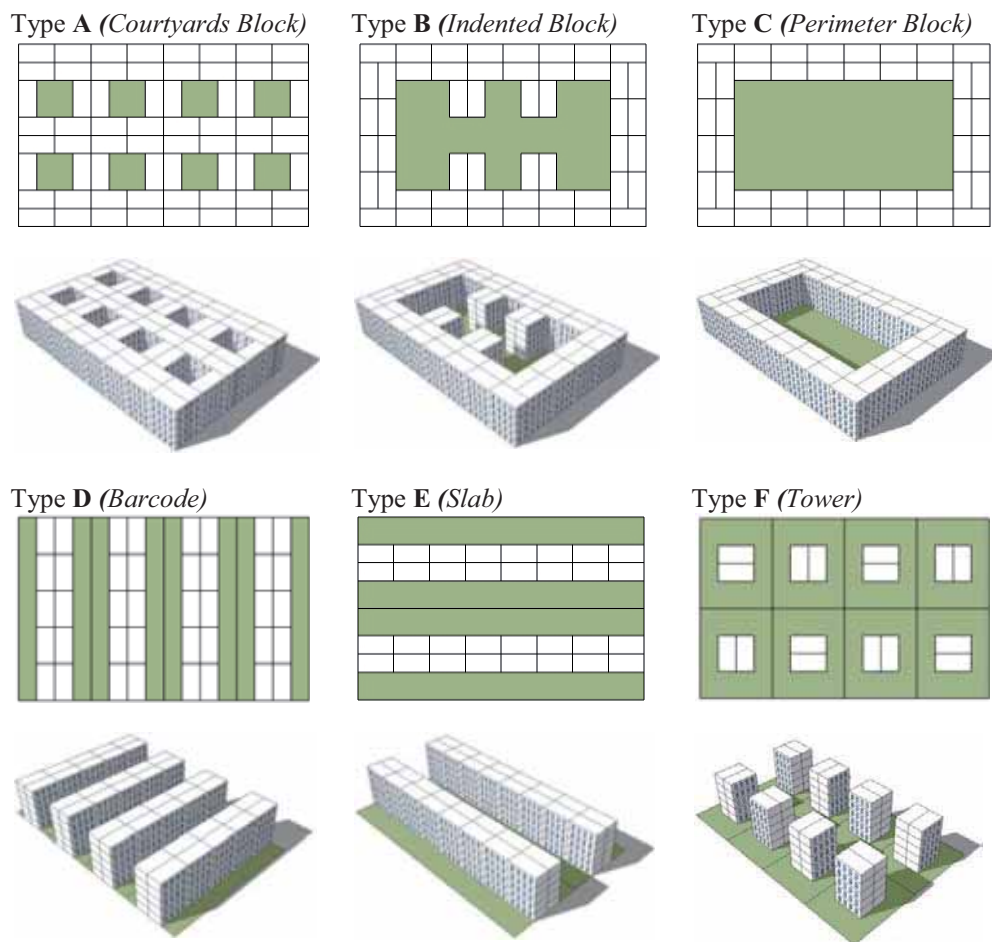 Type A (Courtyards Block)
Type B (Indented Block)
Type C (Perimeter Block)
Type D (Barcode)
Type E (Slab)
Type F (Tower)